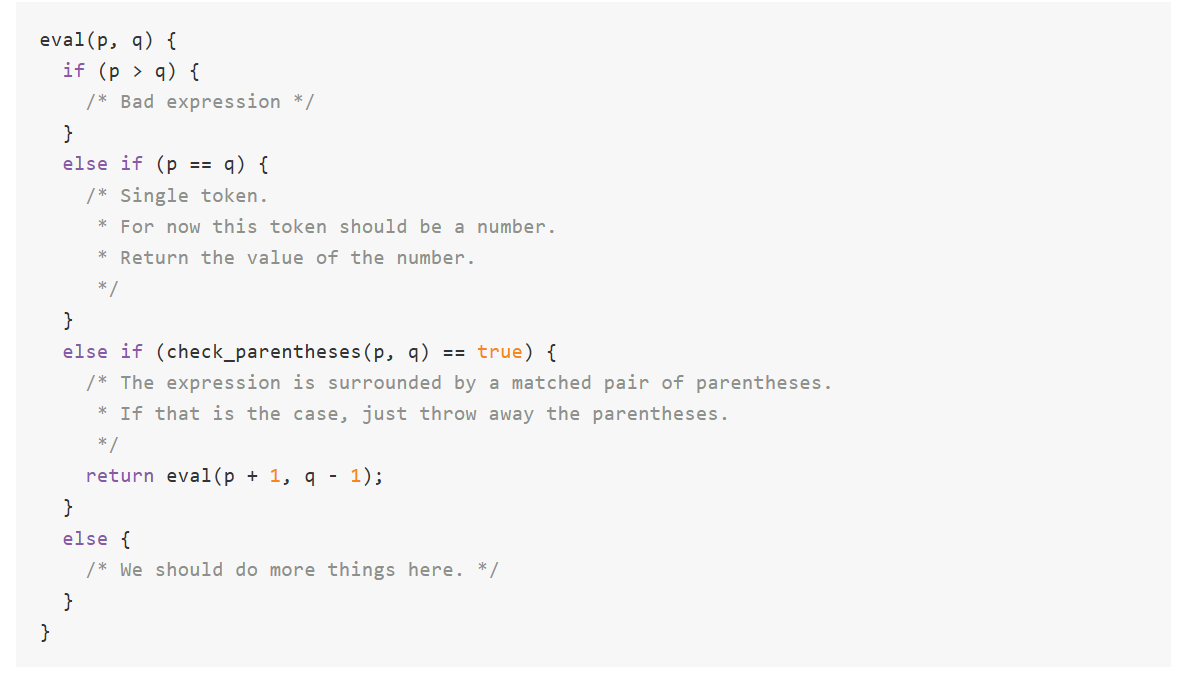 eval(p, q) {
  if (p > q) {
    /* Bad expression */
  }
  else if (p == q) {
    /* Single token.
     * For now this token should be a number.
     * Return the value of the number.
     */
  }
  else if (check_parentheses(p, q) == true) {
    /* The expression is surrounded by a matched pair of parentheses.
     * If that is the case, just throw away the parentheses.
     */
    return eval(p + 1, q - 1);
  }
  else {
    /* We should do more things here. */
  }
}